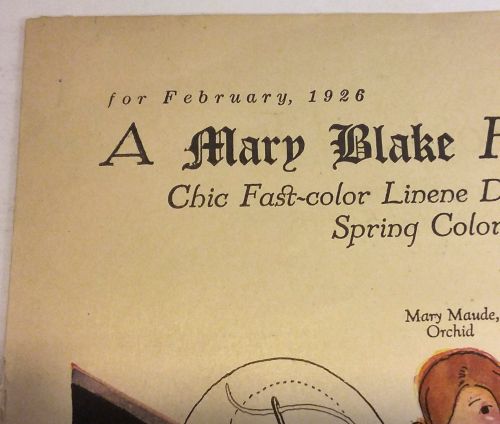 for February, 1926
A Mary Blake
Chic Fast-color Linene
Spring Color
Mary Maude,
Orchid